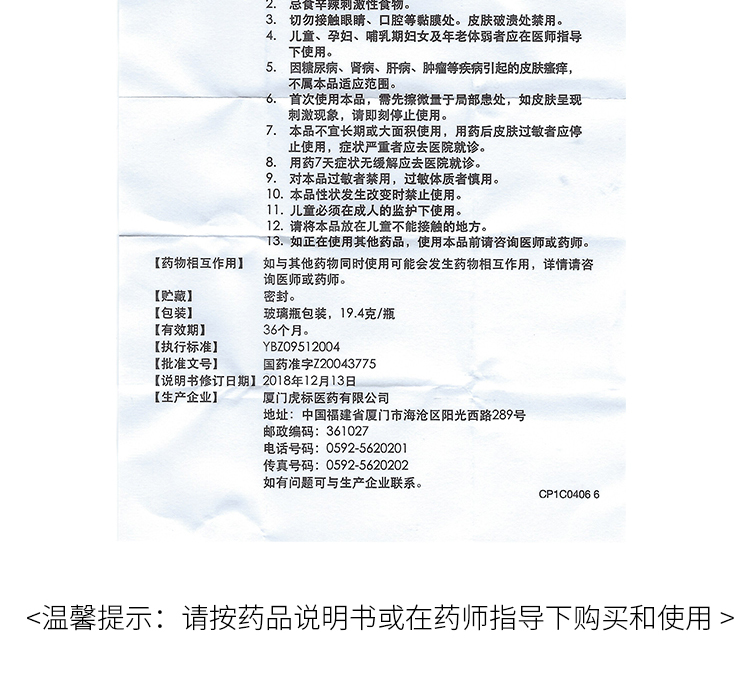 2. 忌食辛辣刺激性食物。
3. 切勿接触眼睛、口腔等黏膜处。皮肤破溃处禁用。
4. 儿童、孕妇、哺乳期妇女及年老体弱者应在医师指导
下使用。
5. 因糖尿病、肾病、肝病、肿瘤等疾病引起的皮肤瘙痒，
不属本品适应范围。
6. 首次使用本品，需先擦微量于局部患处，如皮肤呈现
刺激现象，请即刻停止使用。
7. 本品不宜长期或大面积使用，用药后皮肤过敏者应停
止使用，症状严重者应去医院就诊。
8. 用药7天症状无缓解应去医院就诊。
9. 对本品过敏者禁用，过敏体质者慎用。
10. 本品性状发生改变时禁止使用。
11. 儿童必须在成人的监护下使用。
12. 请将本品放在儿童不能接触的地方。
13. 如正在使用其他药品，使用本品前请咨询医师或药师。
【药物相互作用】 如与其他药物同时使用可能会发生药物相互作用，详情请咨
询医师或药师。
【贮藏】 密封。
【包装】 玻璃瓶包装，19.4克/瓶
【有效期】 36个月。
【执行标准】 YBZ09512004
【批准文号】 国药准字Z20043775
【说明书修订日期】2018年12月13日
【生产企业】 厦门虎标医药有限公司
地址：中国福建省厦门市海沧区阳光西路289号
邮政编码：361027
电话号码：0592-5620201
传真号码：0592-5620202
如有问题可与生产企业联系。
CP1C0406 6
<温馨提示：请按药品说明书或在药师指导下购买和使用 >